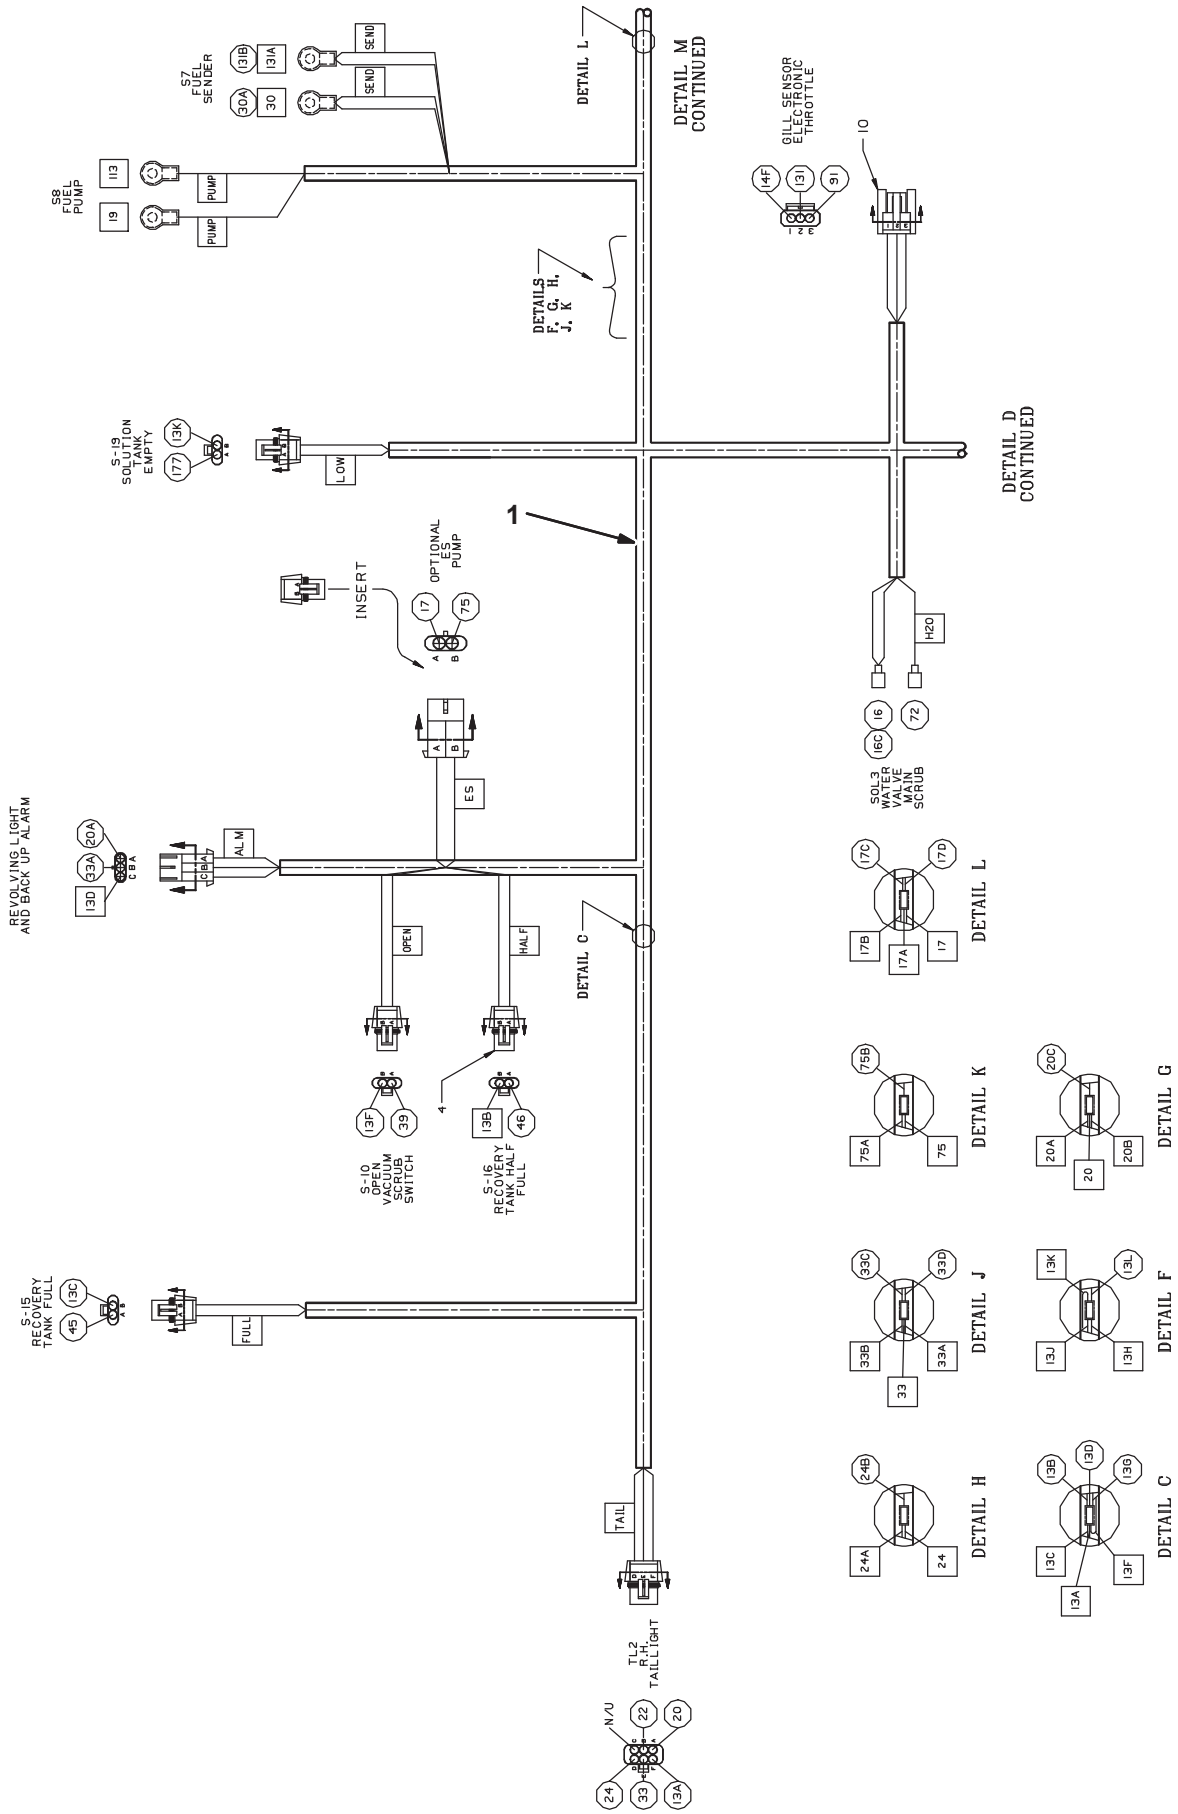 S7
FUEL
SENDER
131B
131A
30A
30
SEND
SEND
S8
FUEL
PUMP
113
19
PUMP
PUMP
DETAIL L
DETAIL M
CONTINUED
GILL SENSOR
ELECTRONIC
THROTTLE
14F
131
91
1 2 3
10
1 2 3
DETAILS
F. G. H.
J. K
S-19
SOLUTION
TANK
EMPTY
13K
177
A B
A B
LOW
DETAIL D
CONTINUED
1
INSERT
A B
OPTIONAL
ES
PUMP
17
75
A
B
A
B
ES
H20
16
16C
72
SOL3
WATER
VALVE
MAIN
SCRUB
REVOLVING LIGHT
AND BACK UP ALARM
20A
33A
13D
C B A
C B A
ALM
OPEN
HALF
DETAIL C
B A
B A
4
13F
39
B A
S-10
OPEN
VACUUM
SCRUB
SWITCH
13B
46
B A
S-16
RECOVERY
TANK HALF
FULL
S-15
RECOVERY
TANK FULL
13C
45
A B
A B
FULL
TAIL
D E F
TL2
R.H.
TAILLIGHT
N/U
22
20
24
33
13A
C B A
D E F
17C
17D
17B
17A
17
DETAIL L
75B
75A
75
DETAIL K
20C
20A
20
20B
DETAIL G
33C
33D
33B
33
33A
DETAIL J
13K
13L
13J
13H
DETAIL F
24B
24A
24
DETAIL H
13B
13D
13G
13C
13A
13F
DETAIL C